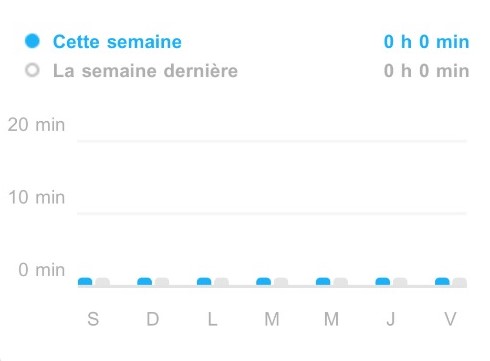 Cette semaine 0 h 0 min
La semaine dernière 0 h 0 min
20 min
10 min
0 min
S D L M M J V